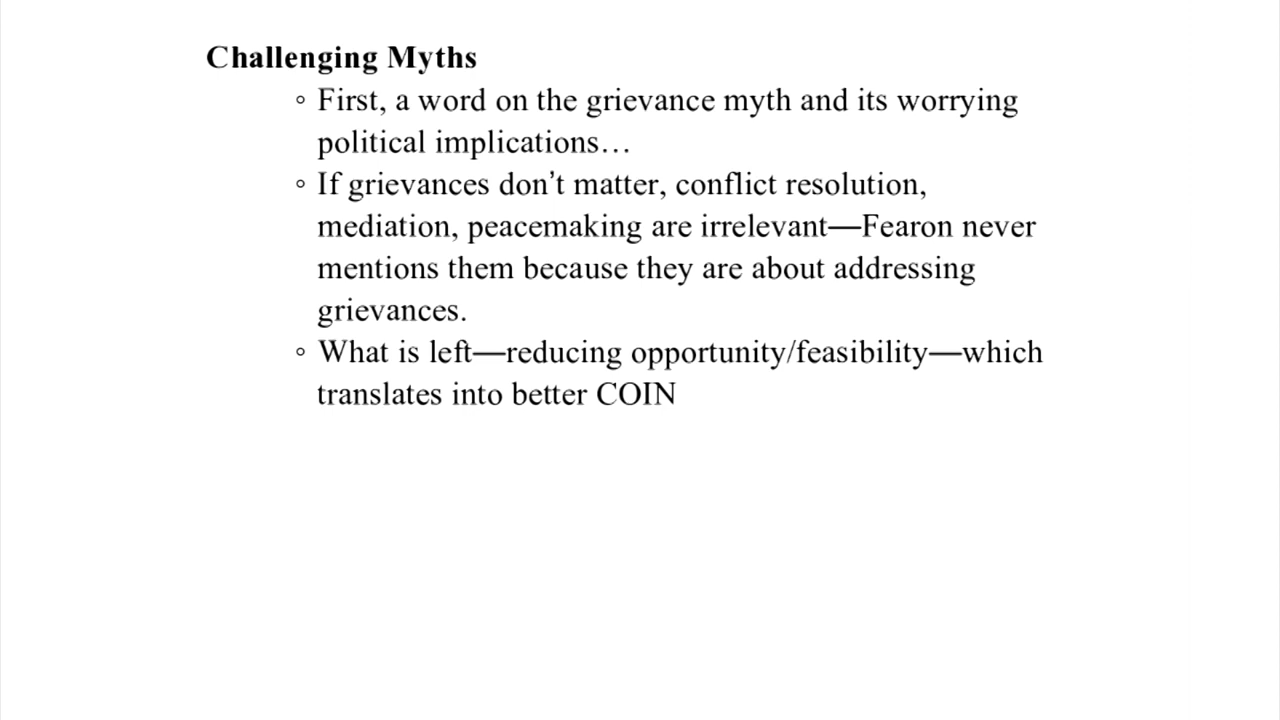 Challenging Myths
◦ First, a word on the grievance myth and its worrying
political implications…
◦ If grievances don’t matter, conflict resolution,
mediation, peacemaking are irrelevant—Fearon never
mentions them because they are about addressing
grievances.
◦ What is left—reducing opportunity/feasibility—which
translates into better COIN